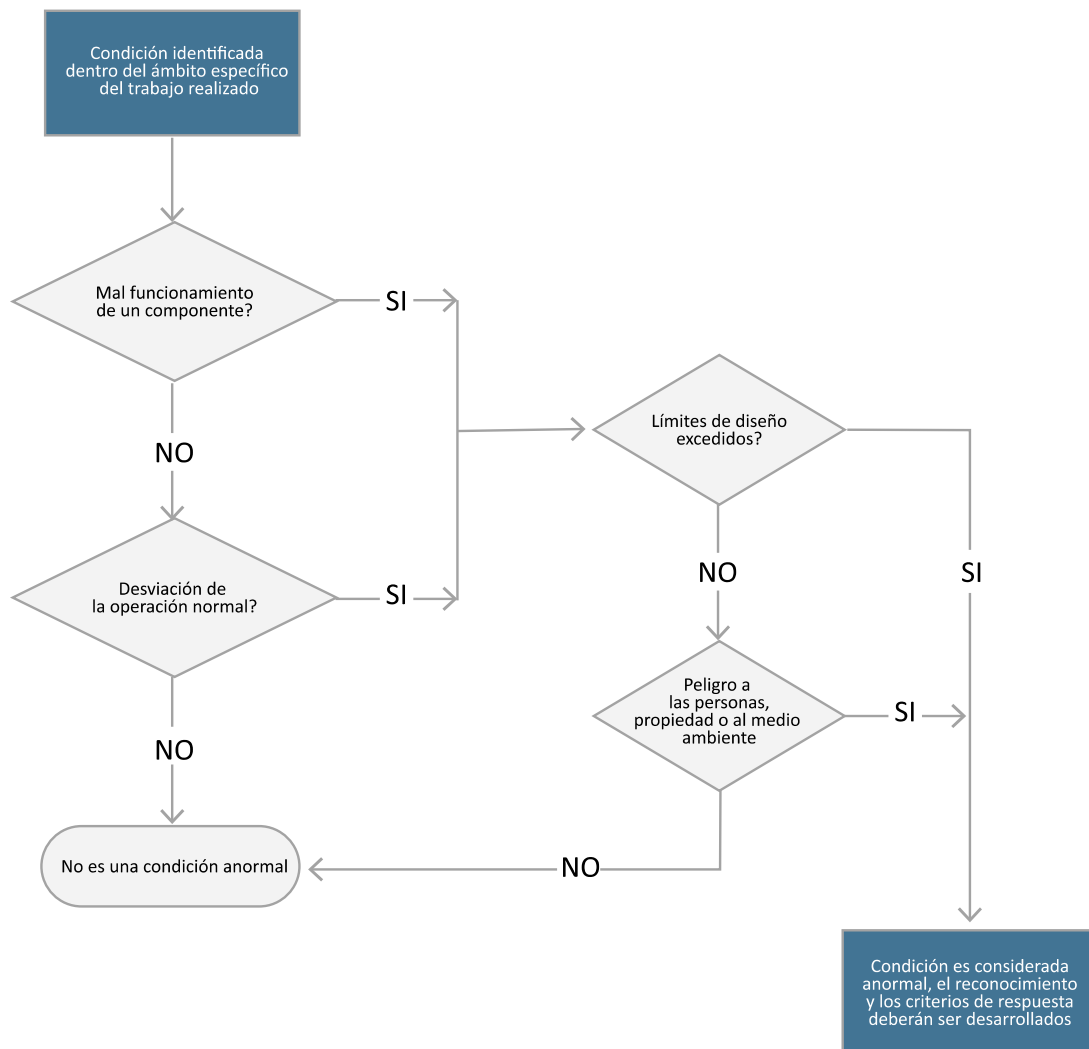 Condición identificada
dentro del ámbito específico
del trabajo realizado
Mal funcionamiento
de un componente?
SI
NO
Desviación de
la operación normal?
SI
NO
No es una condición anormal
Límites de diseño
excedidos?
SI
NO
Peligro a
las personas,
propiedad o al medio
ambiente
SI
NO
Condición es considerada
anormal, el reconocimiento
y los criterios de respuesta
deberán ser desarrollados